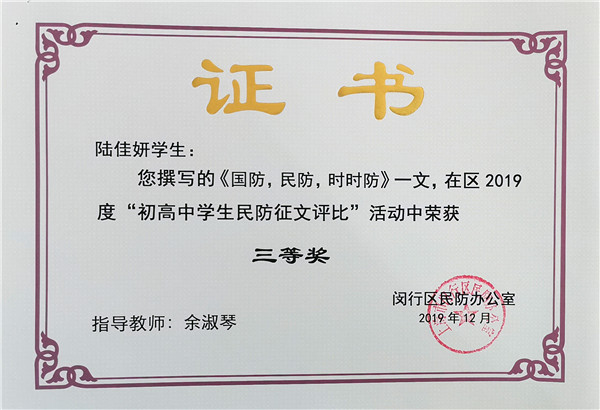 证书
陆佳妍学生：
您撰写的《国防，民防，时时防》一文，在区 2019
度“初高中学生民防征文评比”活动中荣获
三等奖
闵行区民防办公室
2019 年 12 月
指导教师：余淑琴